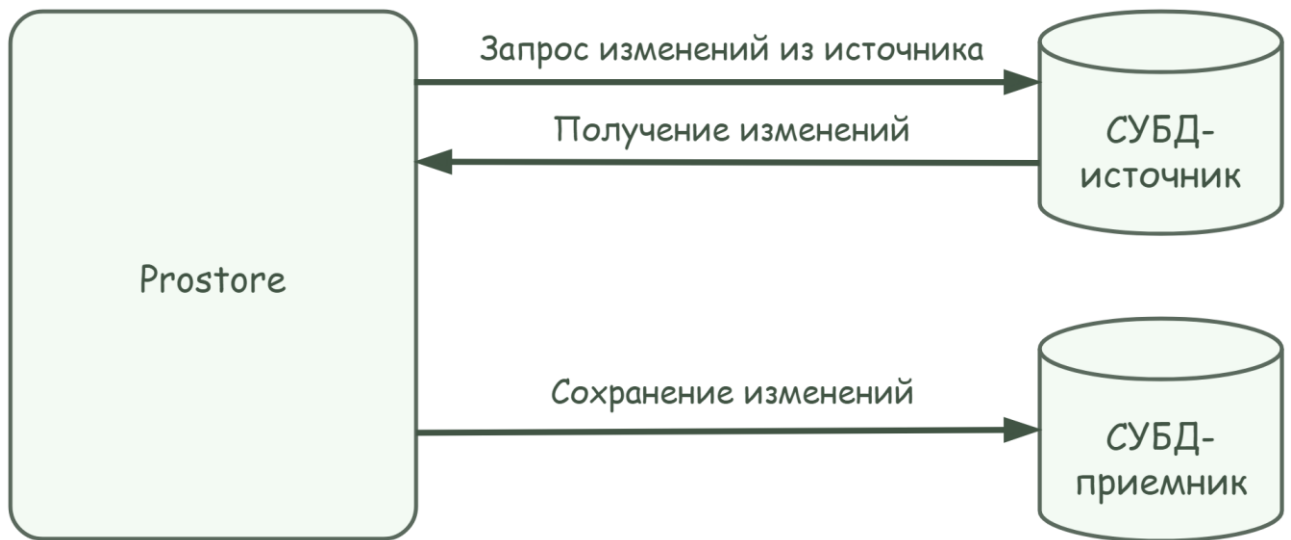 Запрос изменений из источника
Получение изменений
СУБД-
источник
Prostore
Сохранение изменений
СУБД-
приемник